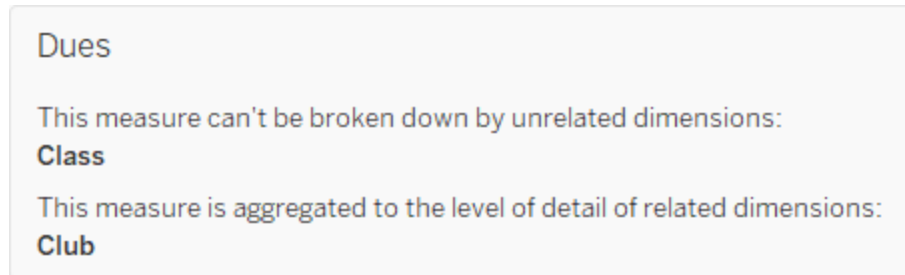 Dues
This measure can't be broken down by unrelated dimensions:
Class
This measure is aggregated to the level of detail of related dimensions:
Club